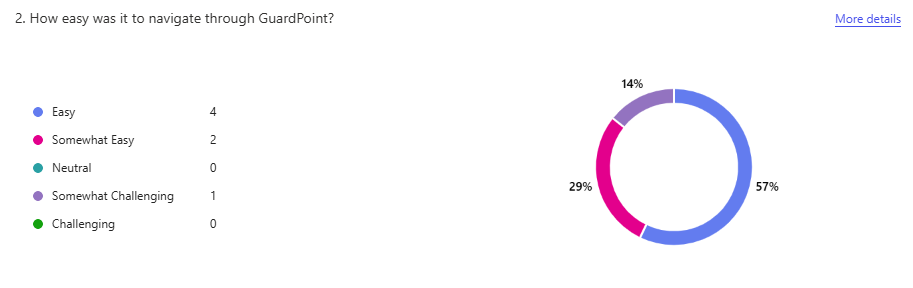 2. How easy was it to navigate through GuardPoint?
More details
Easy 4
Somewhat Easy 2
Neutral 0
Somewhat Challenging 1
Challenging 0
14%
29%
57%